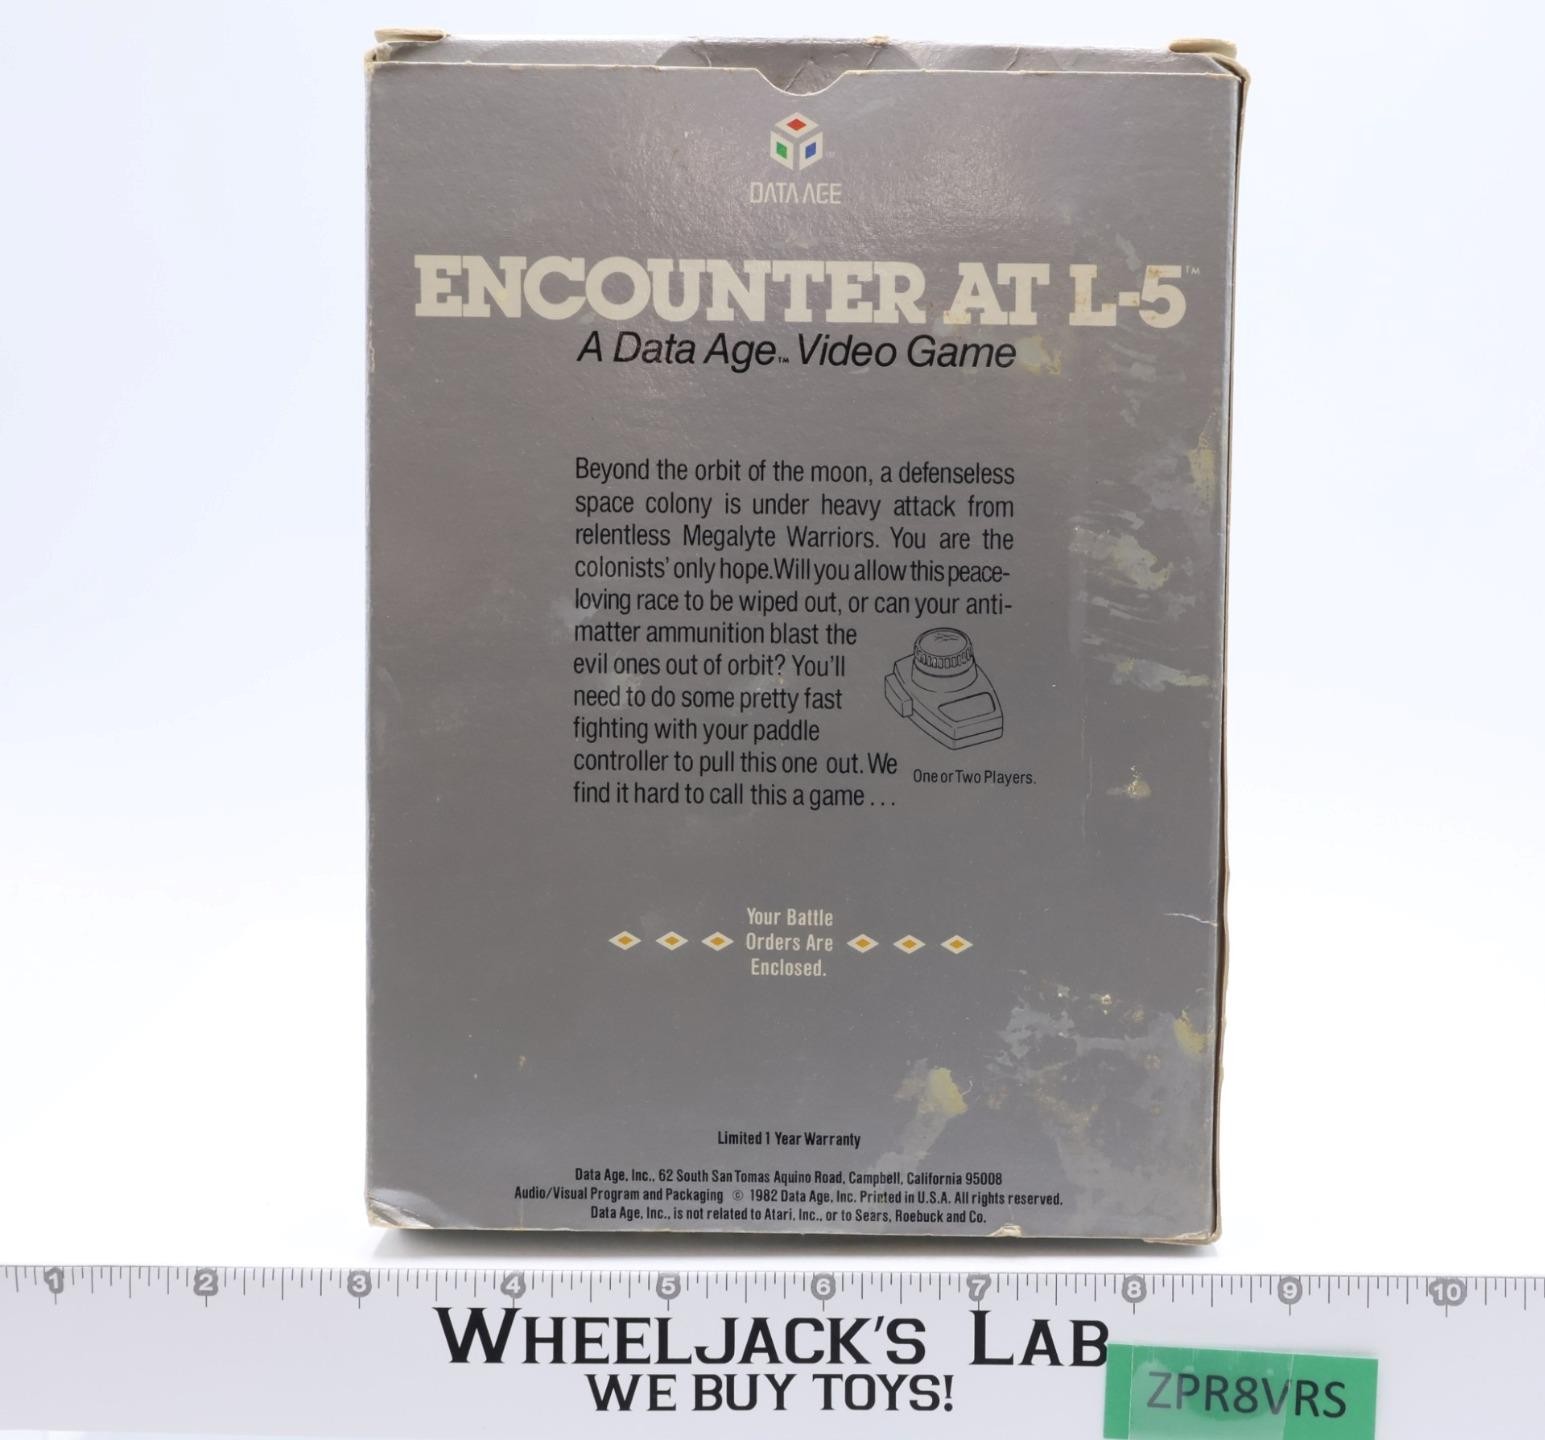 DATA AGE
ENCOUNTER AT L-5™
A Data Age™ Video Game
Beyond the orbit of the moon, a defenseless
space colony is under heavy attack from
relentless Megalyte Warriors. You are the
colonists' only hope. Will you allow this peace-
loving race to be wiped out, or can your anti-
matter ammunition blast the
evil ones out of orbit? You'll
need to do some pretty fast
fighting with your paddle
controller to pull this one out. We
find it hard to call this a game . . .
One or Two Players.
Your Battle
Orders Are
Enclosed.
Limited 1 Year Warranty
Data Age, Inc., 62 South San Tomas Aquino Road, Campbell, California 95008
Audio/Visual Program and Packaging © 1982 Data Age, Inc. Printed in U.S.A. All rights reserved.
Data Age, Inc., is not related to Atari, Inc., or to Sears, Roebuck and Co.
1 2 3 4 5 6 7 8 9 10
WHEELJACK'S LAB
WE BUY TOYS!
ZPR8VRS